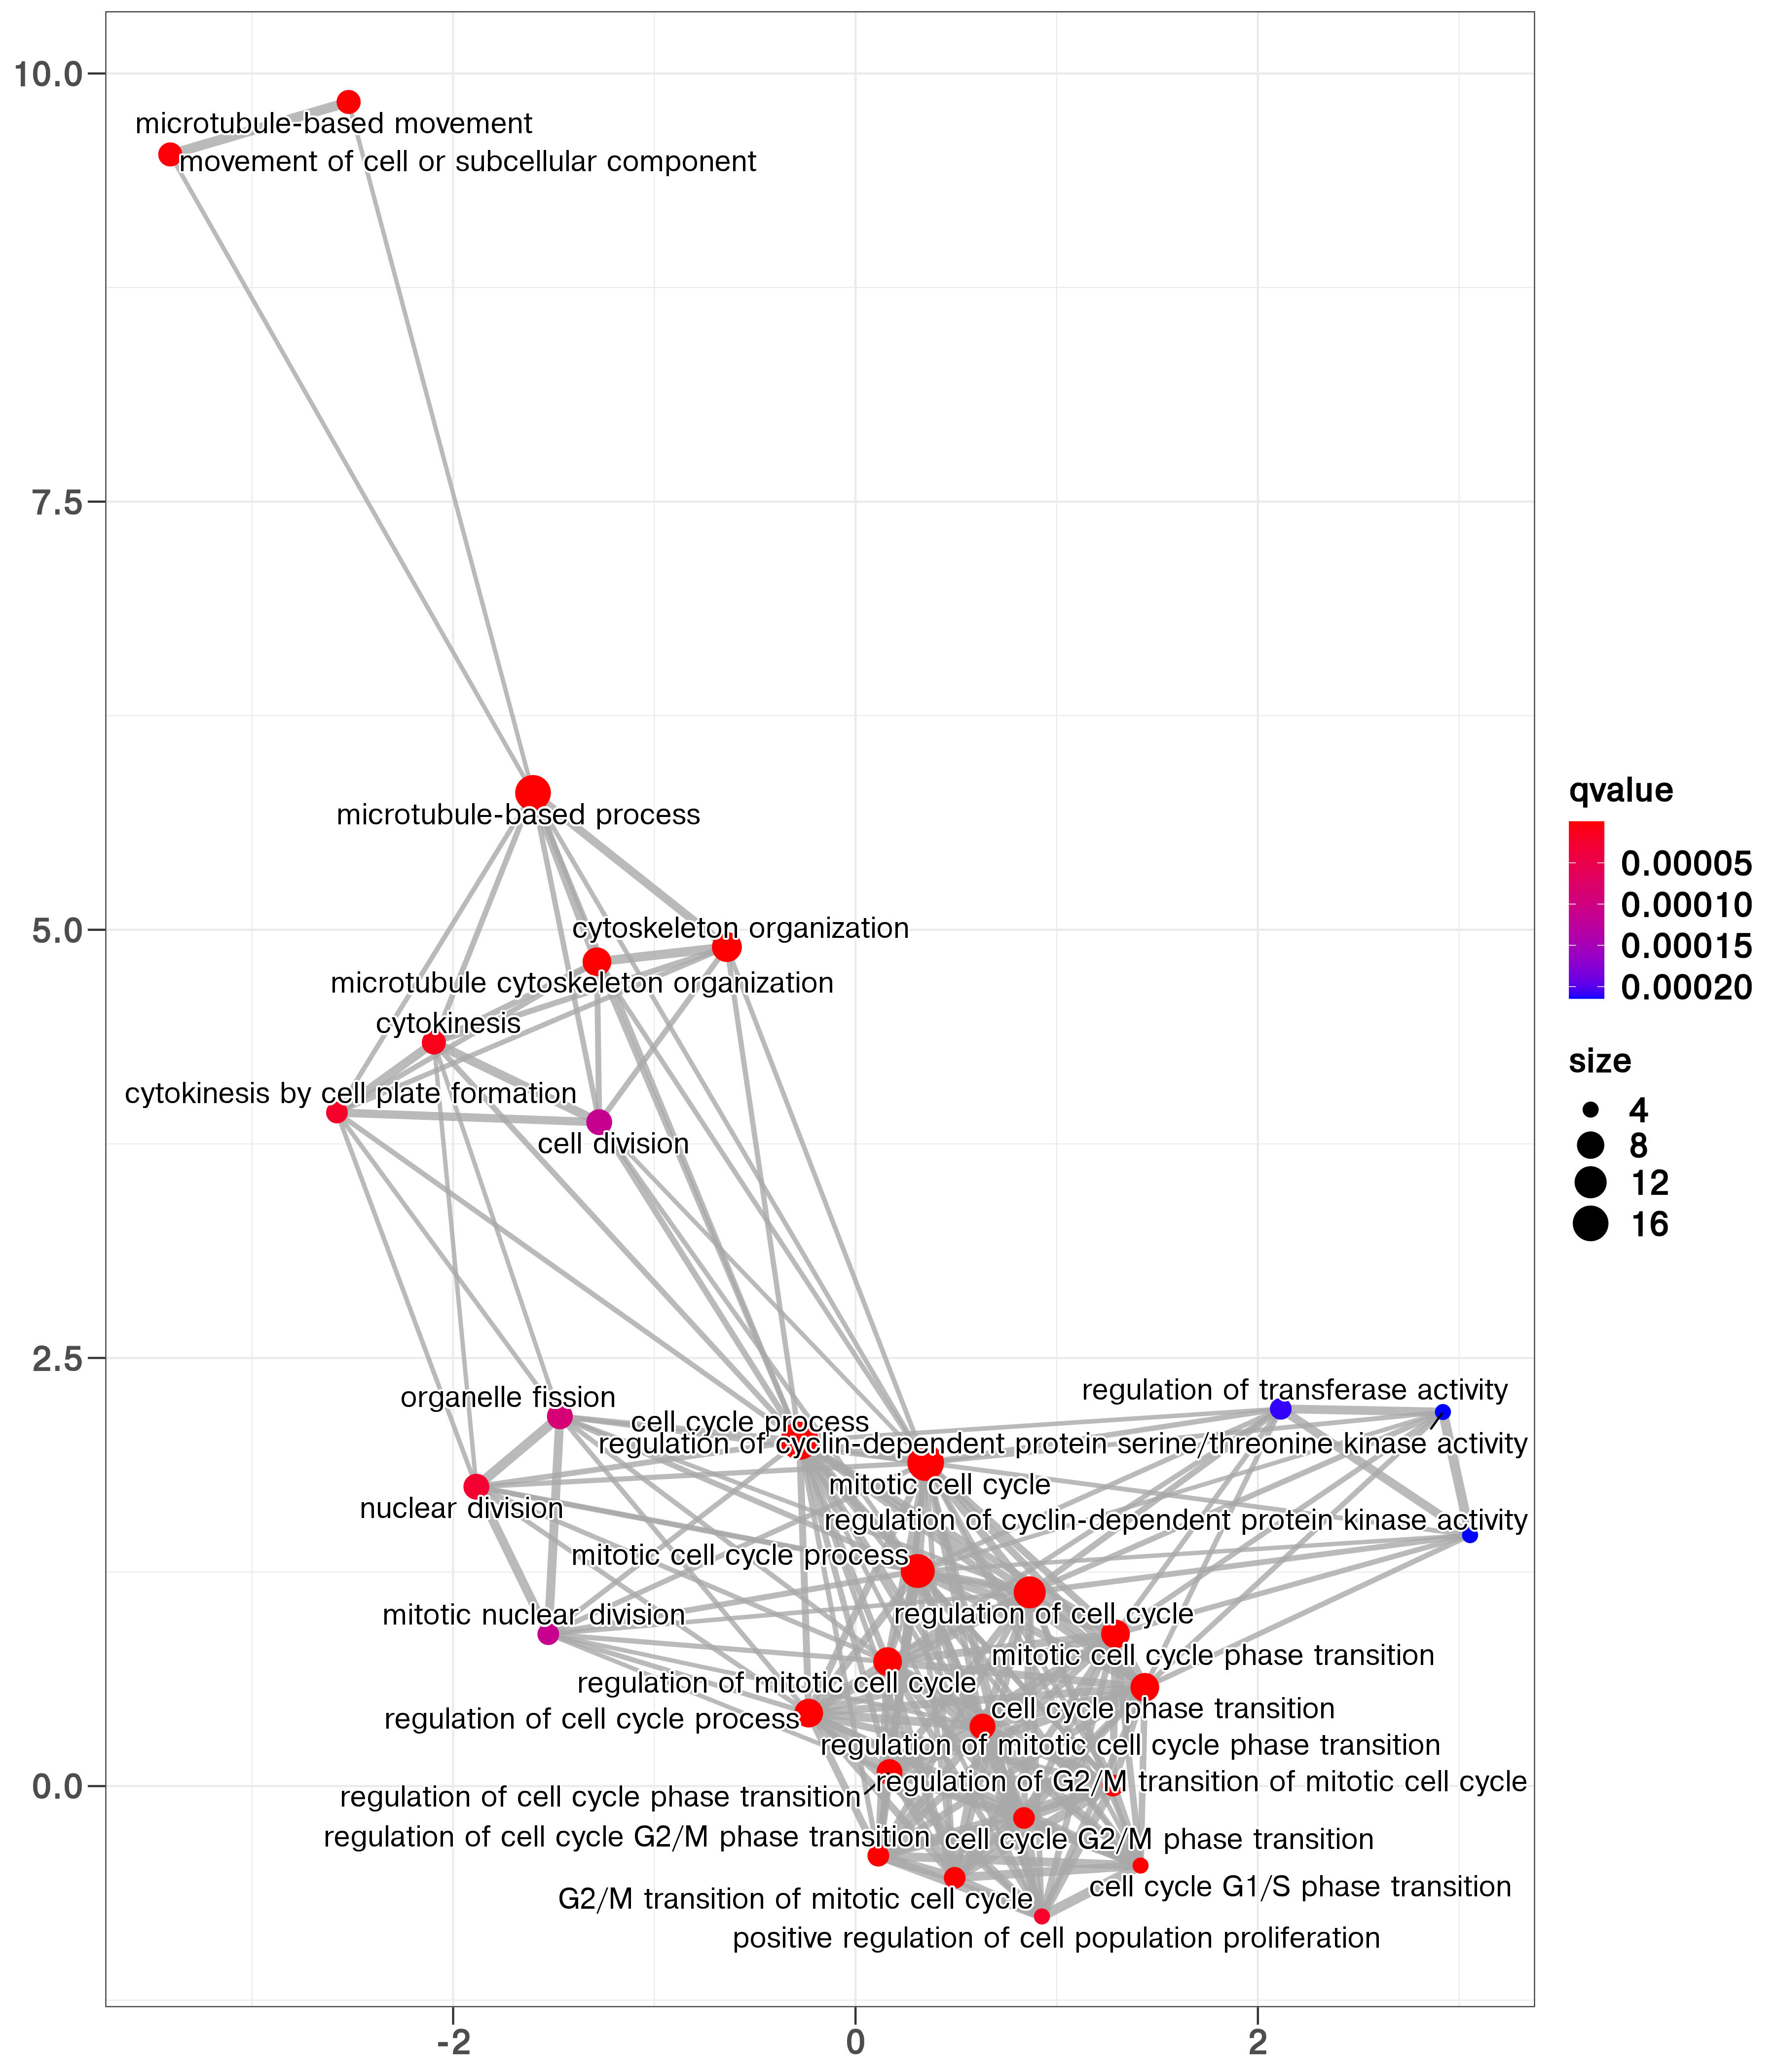 10.0
microtubule-based movement
movement of cell or subcellular component
7.5
microtubule-based process
qvalue
0.00005
0.00010
0.00015
0.00020
5.0
cytoskeleton organization
microtubule cytoskeleton organization
cytokinesis
size
4
8
12
16
cytokinesis by cell plate formation
cell division
2.5
regulation of transferase activity
organelle fission
cell cycle process
regulation of cyclin-dependent protein serine/threonine kinase activity
mitotic cell cycle
nuclear division
regulation of cyclin-dependent protein kinase activity
mitotic cell cycle process
mitotic nuclear division
regulation of cell cycle
mitotic cell cycle phase transition
regulation of mitotic cell cycle
cell cycle phase transition
regulation of cell cycle process
regulation of mitotic cell cycle phase transition
0.0
regulation of G2/M transition of mitotic cell cycle
regulation of cell cycle phase transition
regulation of cell cycle G2/M phase transition
cell cycle G2/M phase transition
cell cycle G1/S phase transition
G2/M transition of mitotic cell cycle
positive regulation of cell population proliferation
-2
0
2